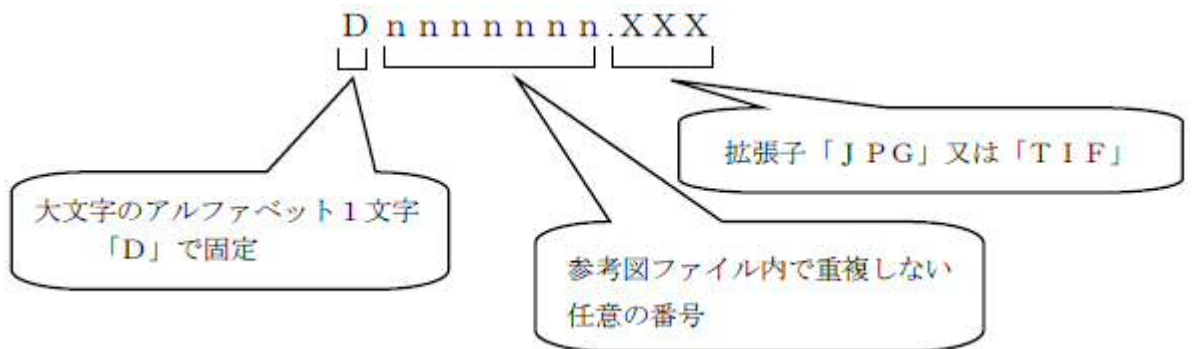 D n n n n n n n .X X X
拡張子「ＪＰＧ」又は「ＴＩＦ」
大文字のアルファベット１文字
「Ｄ」で固定
参考図ファイル内で重複しない
任意の番号